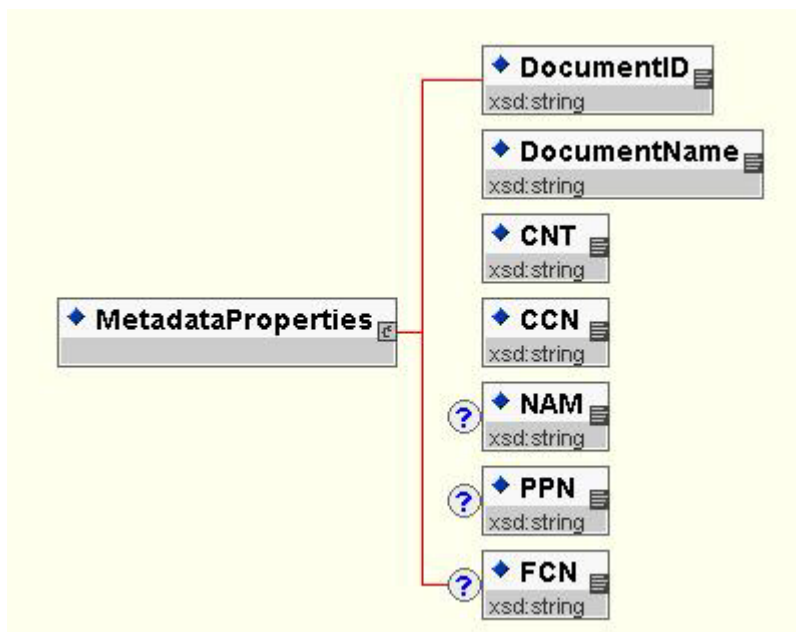 DocumentID
xsd:string
DocumentName
xsd:string
CNT
xsd:string
MetadataProperties
CCN
xsd:string
?
NAM
xsd:string
?
PPN
xsd:string
?
FCN
xsd:string